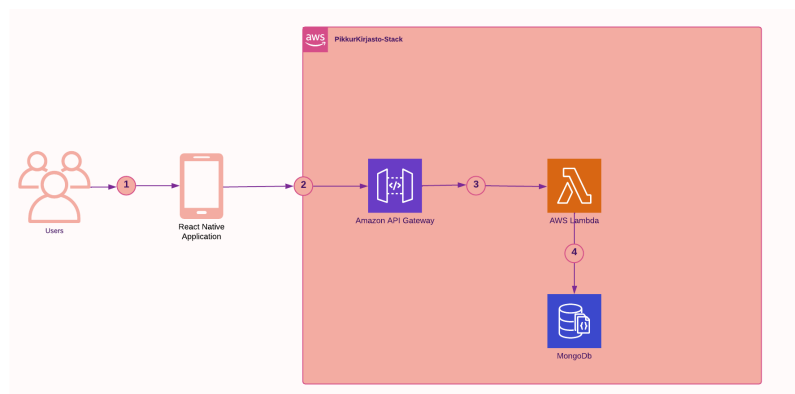 aws
PikkurKirjasto-Stack
1
2
3
Users
React Native
Application
Amazon API Gateway
AWS Lambda
4
MongoDb